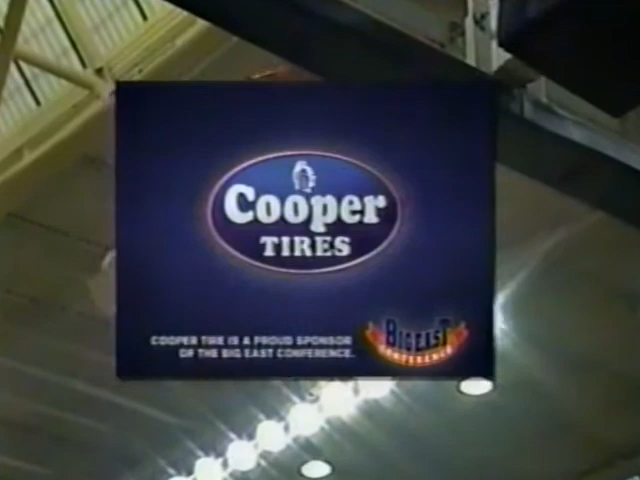 Cooper
TIRES
COOPER TIRE IS A PROUD SPONSOR
OF THE BIG EAST CONFERENCE.
BIG EAST
CONFERENCE